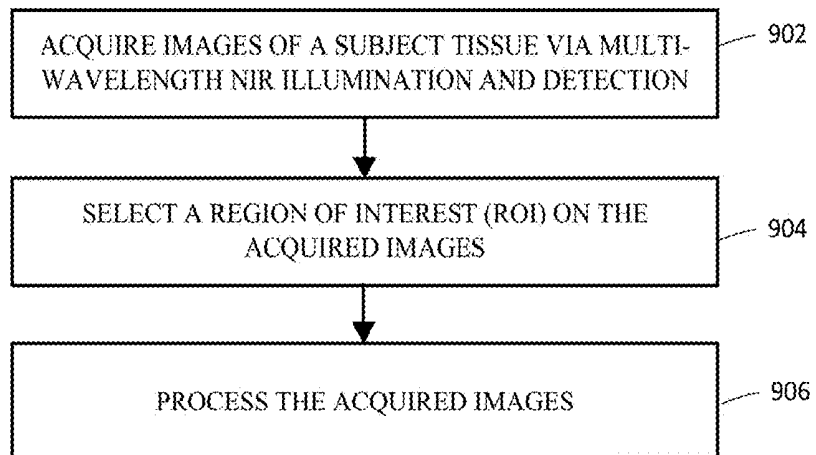 ACQUIRE IMAGES OF A SUBJECT TISSUE VIA MULTI-
WAVELENGTH NIR ILLUMINATION AND DETECTION
902
SELECT A REGION OF INTEREST (ROI) ON THE
ACQUIRED IMAGES
904
PROCESS THE ACQUIRED IMAGES
906